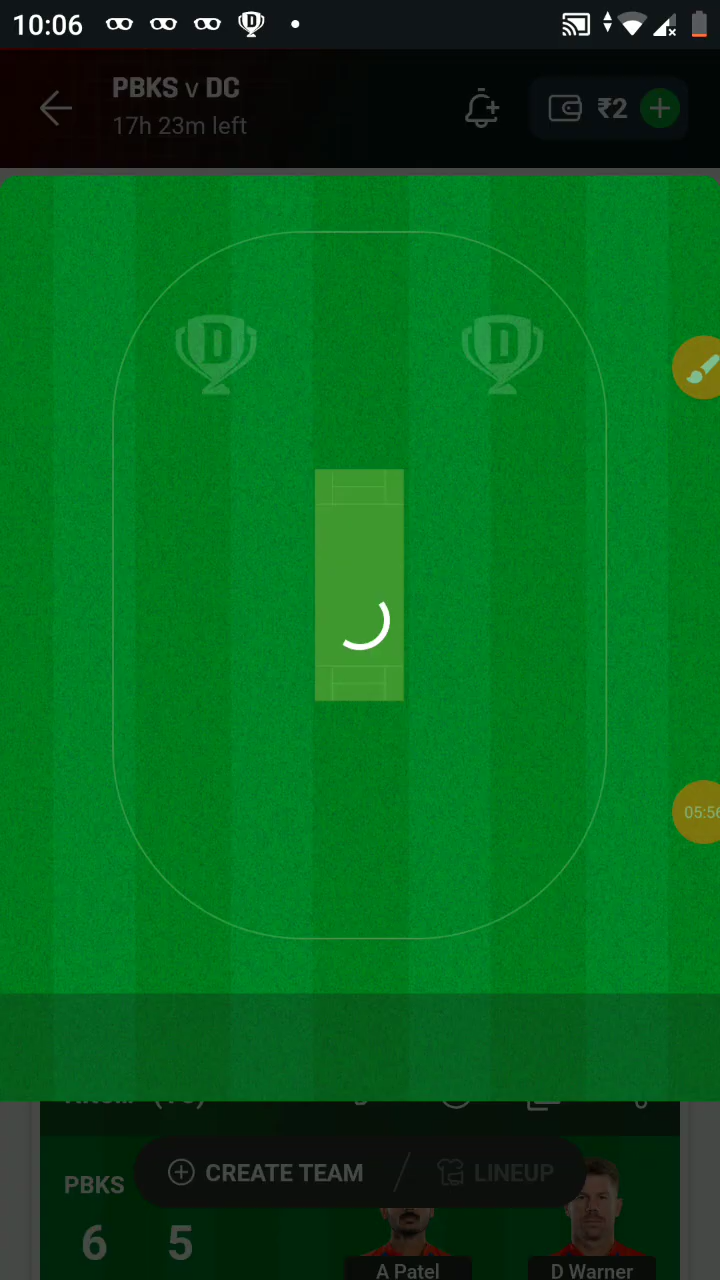 10:06
PBKS v DC
17h 23m left
₹2
D D
05:56
CREATE TEAM
LINEUP
PBKS
6 5
A Patel
D Warner